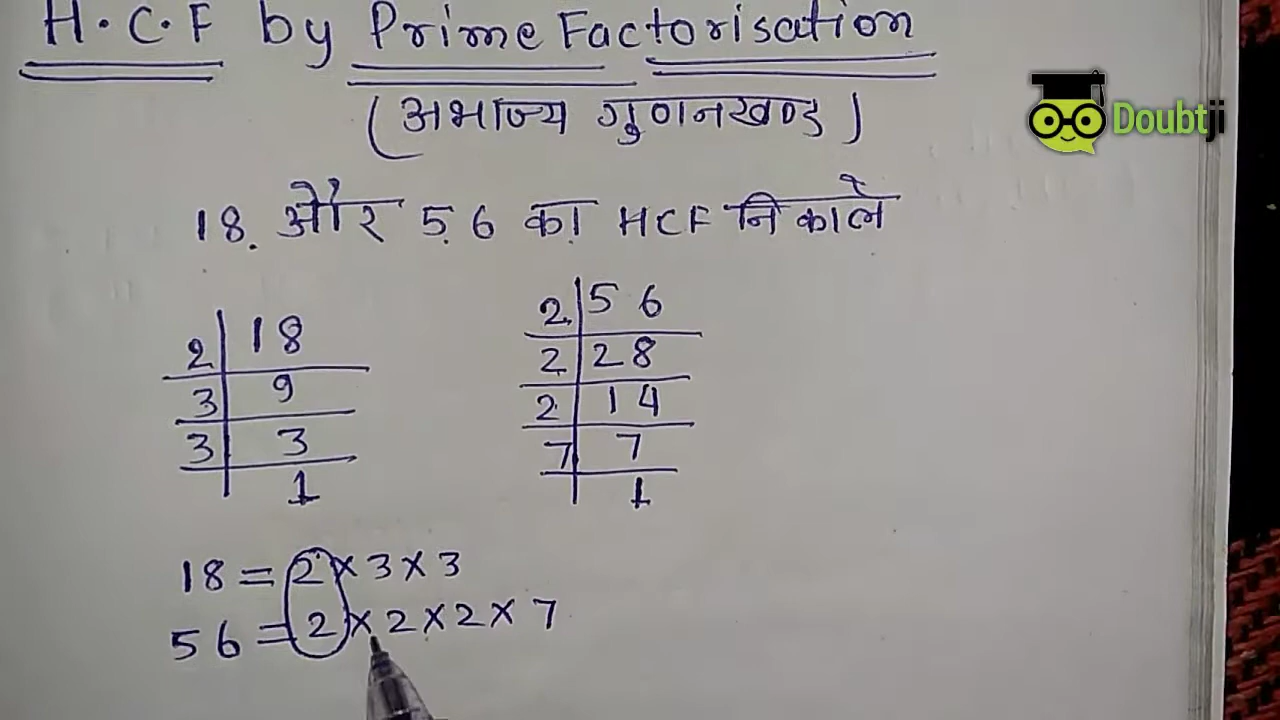 H.C.F by Prime Factorisation
(अभाज्य गुणनखण्ड)
Doubtji
18. और 56 का HCF निकाले
2 | 18
3 | 9
3 | 3
1
2 | 56
2 | 28
2 | 14
7 | 7
1
18 = 2 × 3 × 3
56 = 2 × 2 × 2 × 7